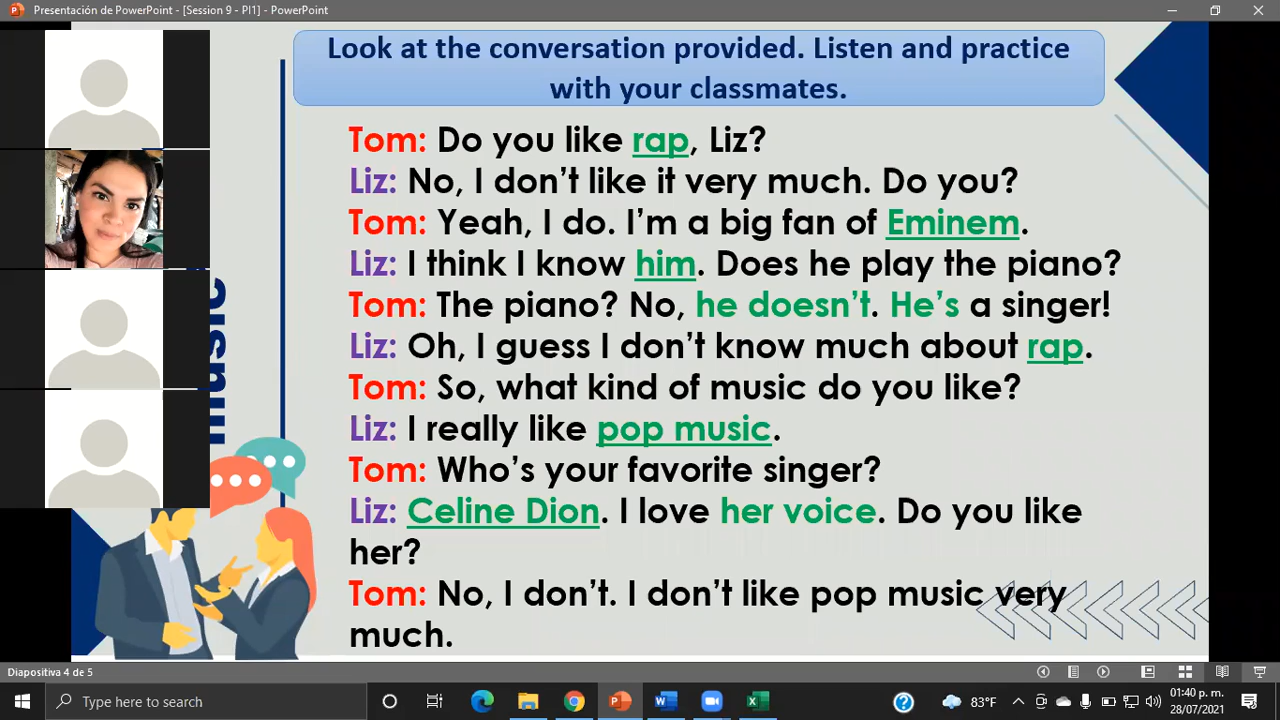 Presentación de PowerPoint - [Session 9 - PI1] - PowerPoint
Look at the conversation provided. Listen and practice
with your classmates.
Tom: Do you like rap, Liz?
Liz: No, I don't like it very much. Do you?
Tom: Yeah, I do. I'm a big fan of Eminem.
Liz: I think I know him. Does he play the piano?
Tom: The piano? No, he doesn't. He's a singer!
Liz: Oh, I guess I don't know much about rap.
Tom: So, what kind of music do you like?
Liz: I really like pop music.
Tom: Who's your favorite singer?
Liz: Celine Dion. I love her voice. Do you like
her?
Tom: No, I don't. I don't like pop music very
much.
music
Diapositiva 4 de 5
Type here to search
83°F
01:40 p. m.
28/07/2021